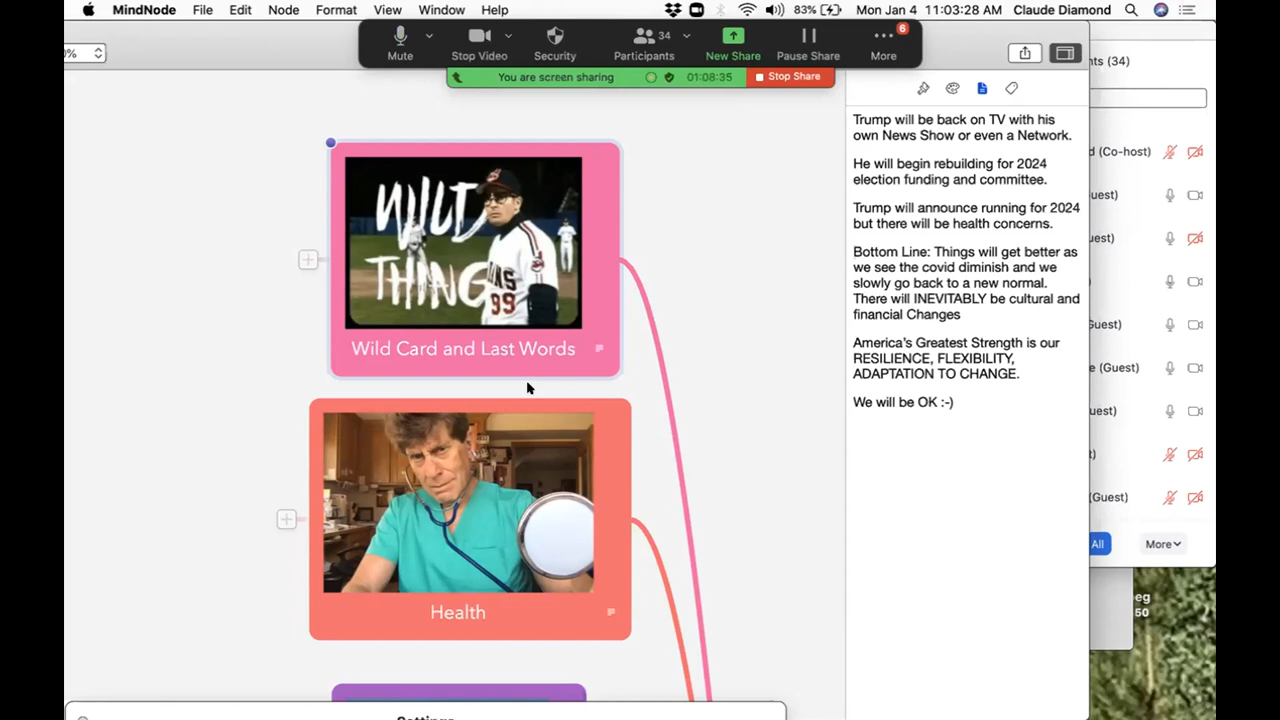 MindNode File Edit Node Format View Window Help 83% Mon Jan 4 11:03:28 AM Claude Diamond
34 6
Mute Stop Video Security Participants New Share Pause Share More
You are screen sharing 01:08:35 Stop Share
0%
nts (34)
Trump will be back on TV with his
own News Show or even a Network.
He will begin rebuilding for 2024
election funding and committee.
Trump will announce running for 2024
but there will be health concerns.
Bottom Line: Things will get better as
we see the covid diminish and we
slowly go back to a new normal.
There will INEVITABLY be cultural and
financial Changes
America's Greatest Strength is our
RESILIENCE, FLEXIBILITY,
ADAPTATION TO CHANGE.
We will be OK :-)
d (Co-host)
uest)
uest)
)
Guest)
e (Guest)
uest)
t)
(Guest)
All More
eg
50
WILD
THING
NS
99
Wild Card and Last Words
Health
Settings